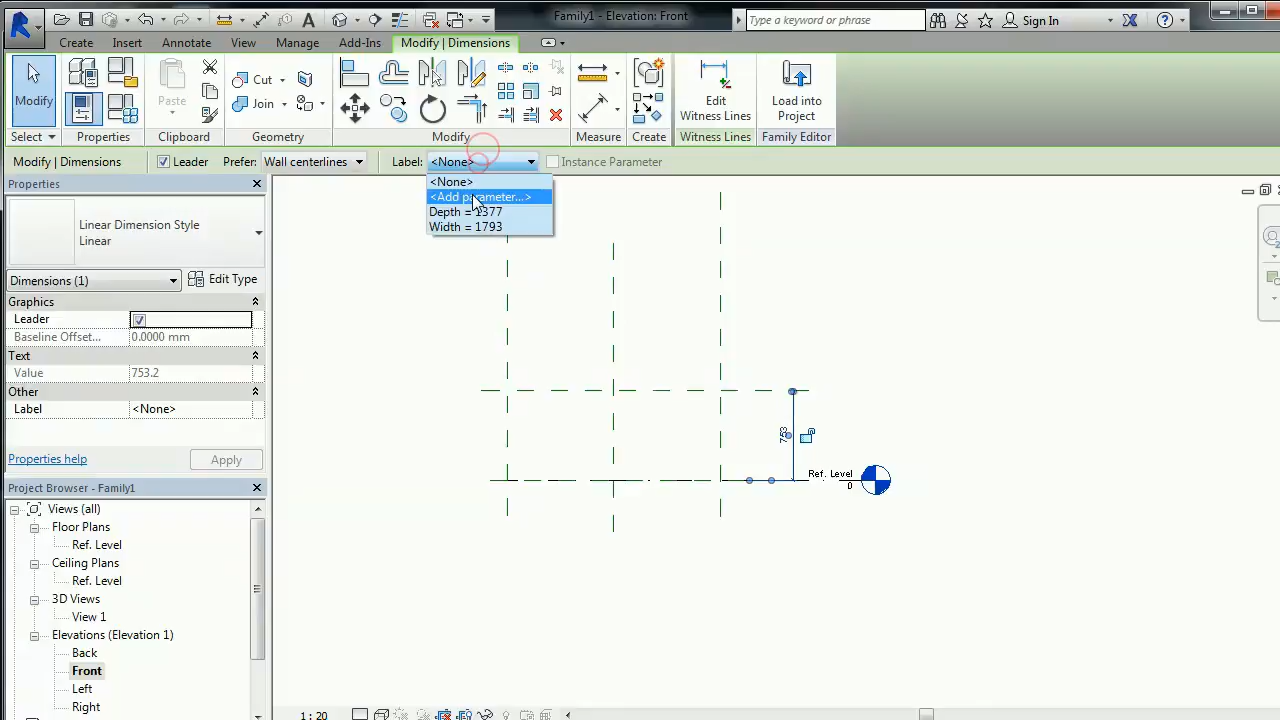 Family1 - Elevation: Front
Type a keyword or phrase
Sign In
Create Insert Annotate View Manage Add-Ins Modify | Dimensions
Modify
Paste
Cut
Join
Edit
Witness Lines
Load into
Project
Select Properties Clipboard Geometry Modify Measure Create Witness Lines Family Editor
Modify | Dimensions Leader Prefer: Wall centerlines Label: <None> Instance Parameter
<None>
<Add parameter...>
Depth = 1377
Width = 1793
Properties
Linear Dimension Style
Linear
Dimensions (1) Edit Type
Graphics
Leader
Baseline Offset... 0.0000 mm
Text
Value 753.2
Other
Label <None>
Properties help Apply
Project Browser - Family1
Views (all)
Floor Plans
Ref. Level
Ceiling Plans
Ref. Level
3D Views
View 1
Elevations (Elevation 1)
Back
Front
Left
Right
753
Ref. Level
0
1 : 20